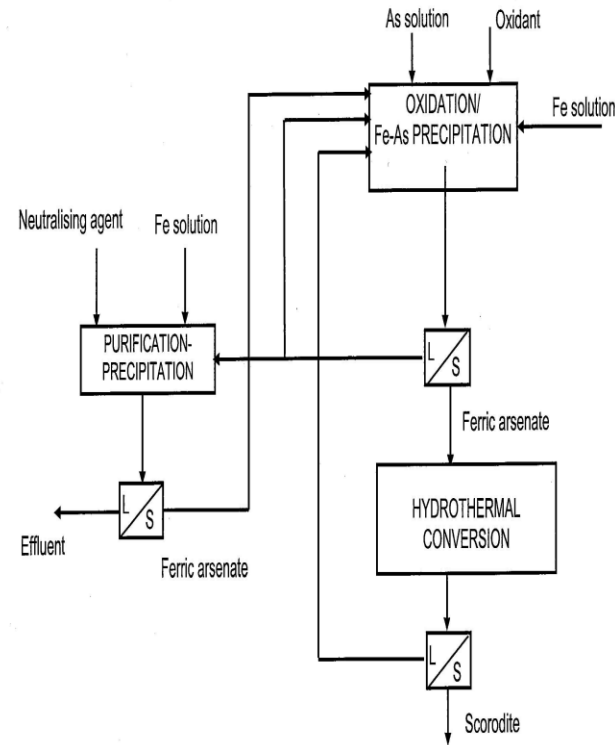 As solution
Oxidant
OXIDATION/
Fe-As PRECIPITATION
Fe solution
Neutralising agent
Fe solution
PURIFICATION-
PRECIPITATION
L
S
Ferric arsenate
HYDROTHERMAL
CONVERSION
L
S
Effluent
Ferric arsenate
L
S
Scorodite